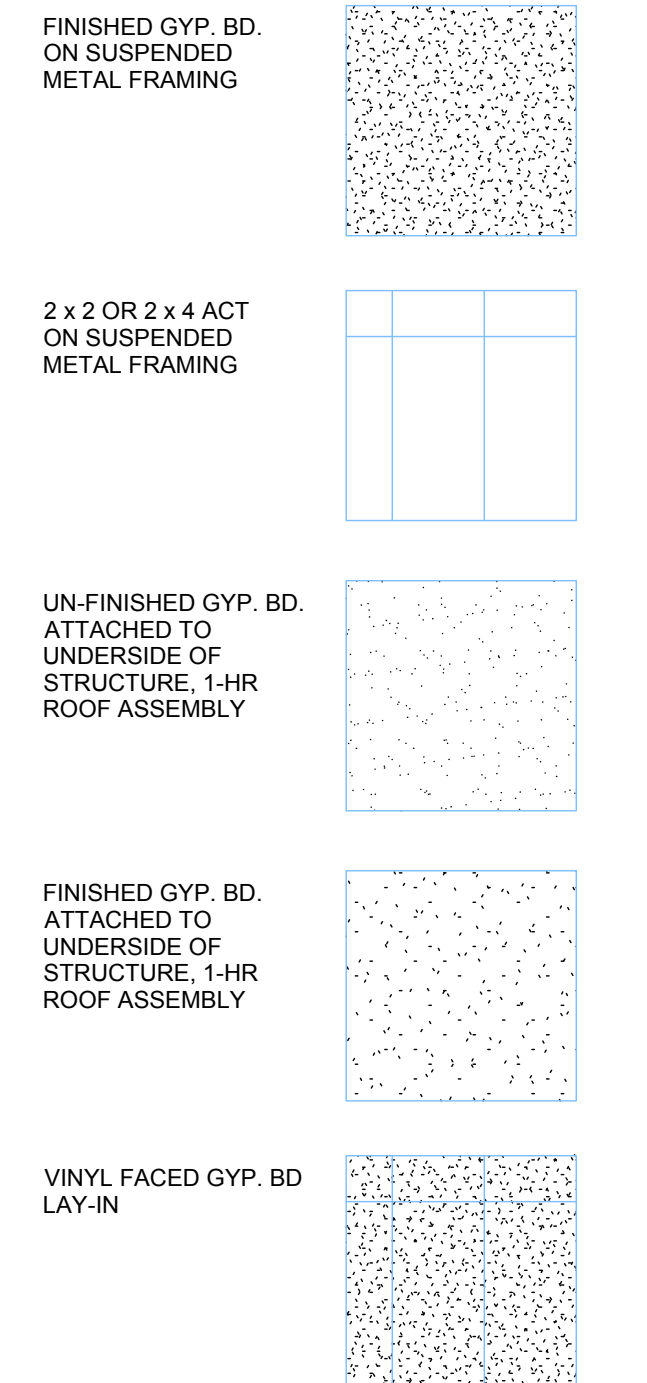 FINISHED GYP. BD.
ON SUSPENDED
METAL FRAMING
2 x 2 OR 2 x 4 ACT
ON SUSPENDED
METAL FRAMING
UN-FINISHED GYP. BD.
ATTACHED TO
UNDERSIDE OF
STRUCTURE, 1-HR
ROOF ASSEMBLY
FINISHED GYP. BD.
ATTACHED TO
UNDERSIDE OF
STRUCTURE, 1-HR
ROOF ASSEMBLY
VINYL FACED GYP. BD
LAY-IN